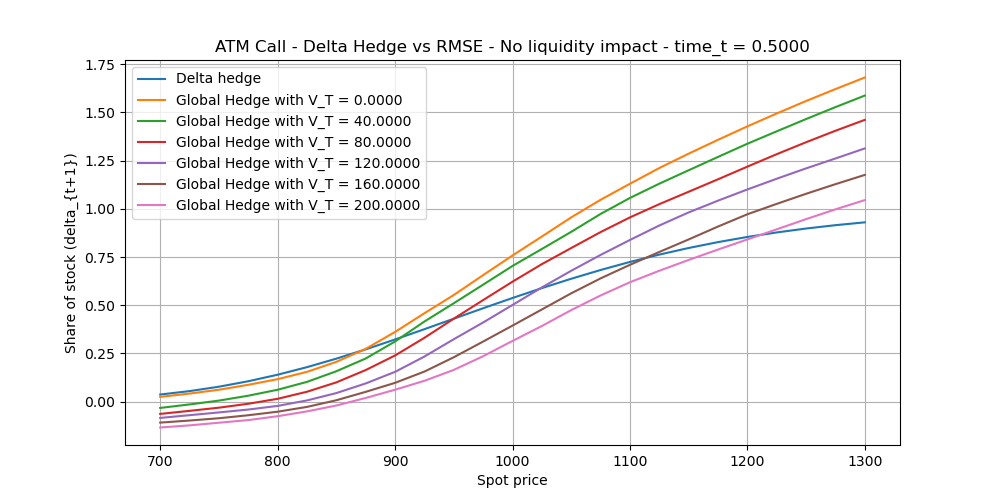 ATM Call - Delta Hedge vs RMSE - No liquidity impact - time_t = 0.5000
Share of stock (delta_{t+1})
1.75
1.50
1.25
1.00
0.75
0.50
0.25
0.00
Delta hedge
Global Hedge with V_T = 0.0000
Global Hedge with V_T = 40.0000
Global Hedge with V_T = 80.0000
Global Hedge with V_T = 120.0000
Global Hedge with V_T = 160.0000
Global Hedge with V_T = 200.0000
700 800 900 1000 1100 1200 1300
Spot price